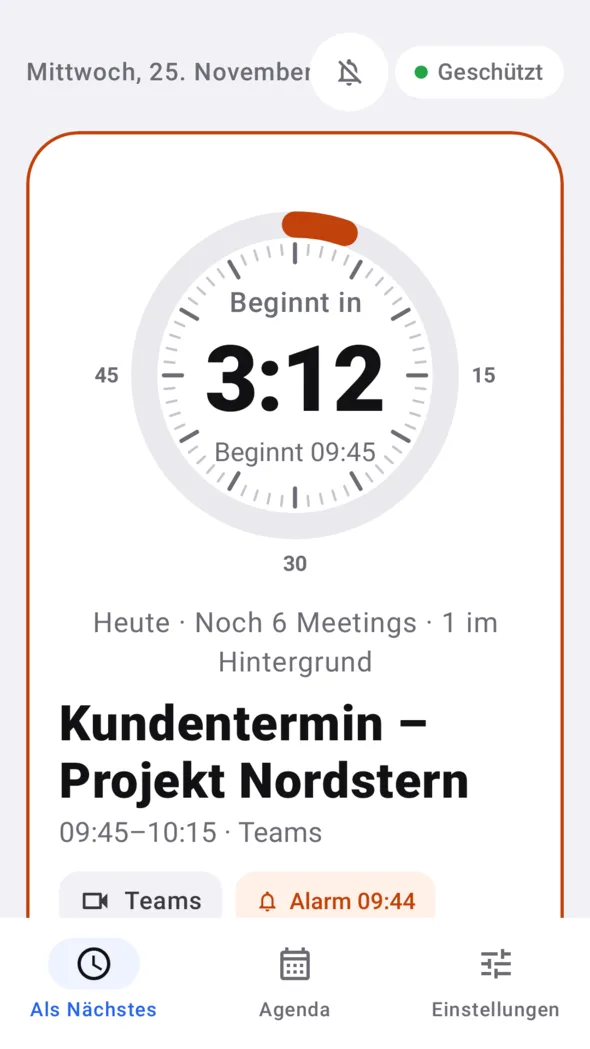 Mittwoch, 25. November
Geschützt
Beginnt in
3:12
Beginnt 09:45
45
15
30
Heute · Noch 6 Meetings · 1 im
Hintergrund
Kundentermin –
Projekt Nordstern
09:45–10:15 · Teams
Teams
Alarm 09:44
Als Nächstes
Agenda
Einstellungen